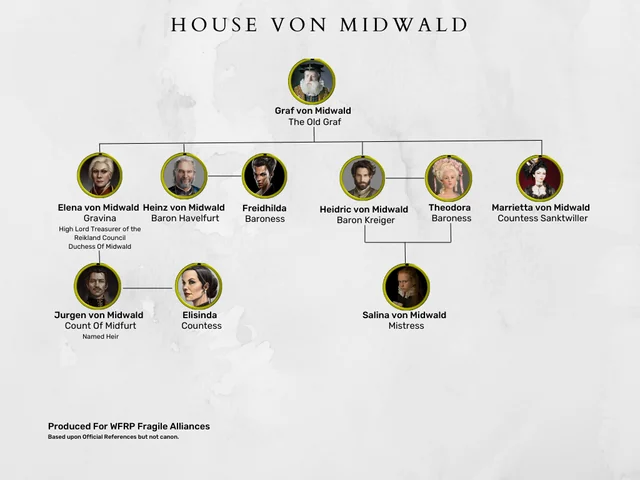 HOUSE VON MIDWALD
Graf von Midwald
The Old Graf
Elena von Midwald
Gravina
High Lord Treasurer of the
Reikland Council
Duchess Of Midwald
Heinz von Midwald
Baron Havelfurt
Freidhilda
Baroness
Heidric von Midwald
Baron Kreiger
Theodora
Baroness
Marrietta von Midwald
Countess Sanktwiller
Jurgen von Midwald
Count Of Midfurt
Named Heir
Elisinda
Countess
Salina von Midwald
Mistress
Produced For WFRP Fragile Alliances
Based upon Official References but not canon.